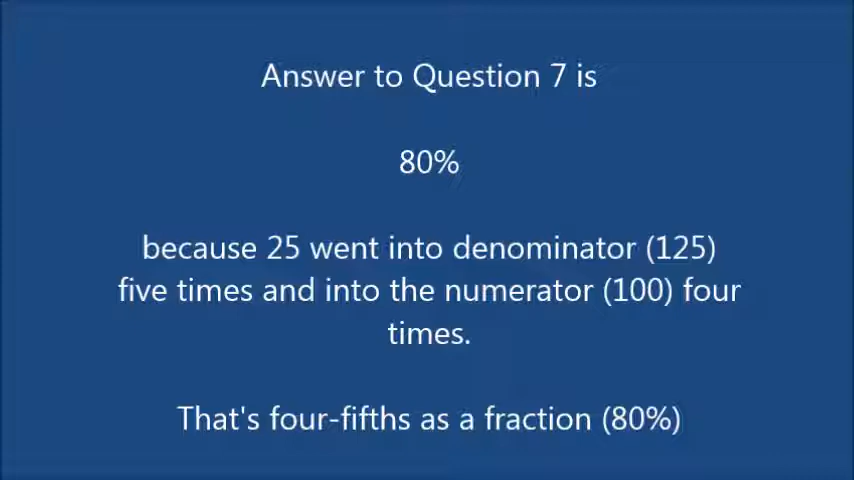 Answer to Question 7 is
80%
because 25 went into denominator (125)
five times and into the numerator (100) four
times.
That's four-fifths as a fraction (80%)